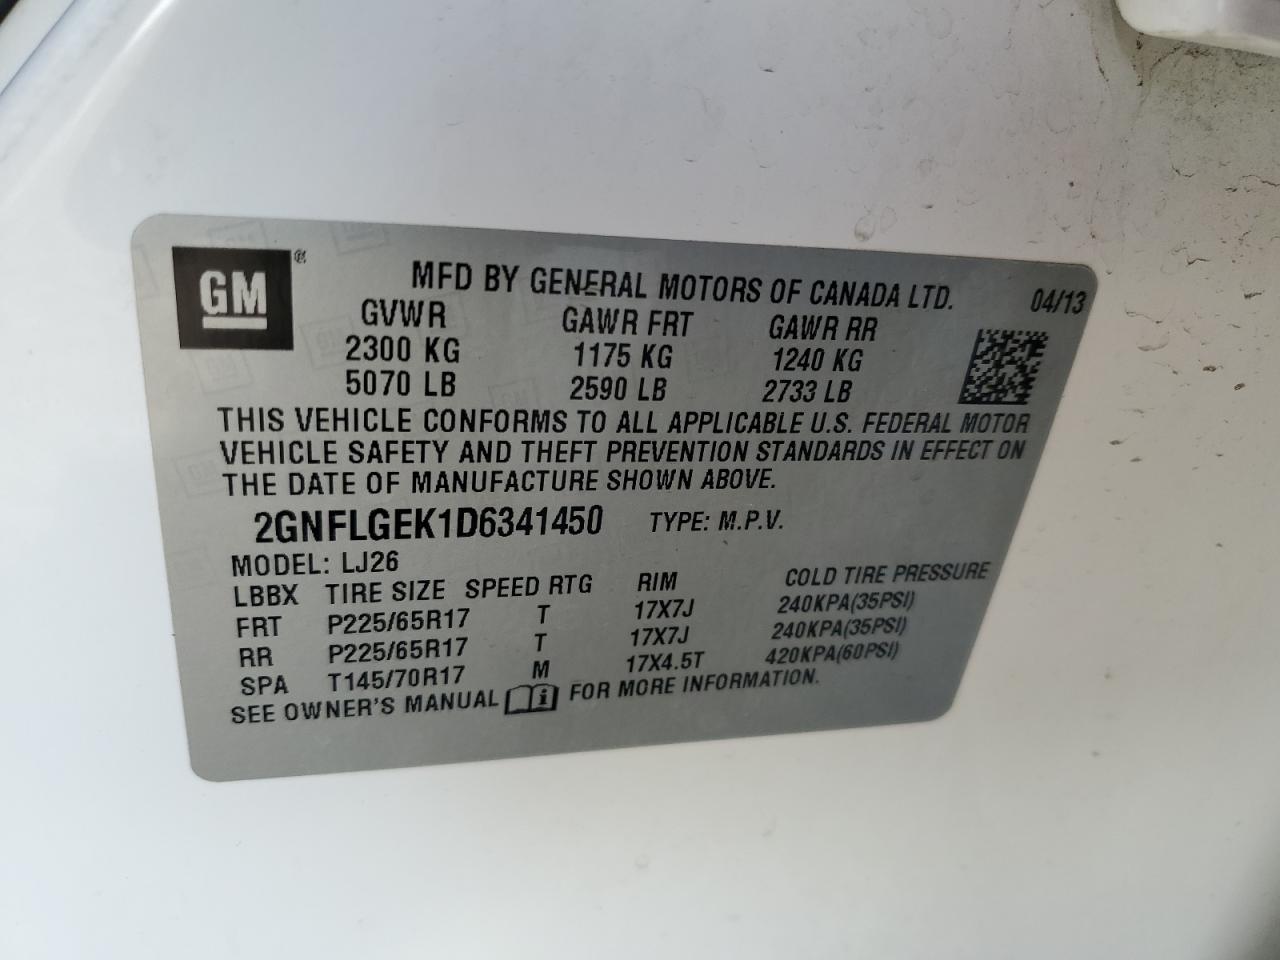 GM®
MFD BY GENERAL MOTORS OF CANADA LTD. 04/13
GVWR GAWR FRT GAWR RR
2300 KG 1175 KG 1240 KG
5070 LB 2590 LB 2733 LB
THIS VEHICLE CONFORMS TO ALL APPLICABLE U.S. FEDERAL MOTOR
VEHICLE SAFETY AND THEFT PREVENTION STANDARDS IN EFFECT ON
THE DATE OF MANUFACTURE SHOWN ABOVE.
2GNFLGEK1D6341450 TYPE: M.P.V.
MODEL: LJ26
LBBX TIRE SIZE SPEED RTG RIM COLD TIRE PRESSURE
FRT P225/65R17 T 17X7J 240KPA(35PSI)
RR P225/65R17 T 17X7J 240KPA(35PSI)
SPA T145/70R17 M 17X4.5T 420KPA(60PSI)
SEE OWNER'S MANUAL i FOR MORE INFORMATION.